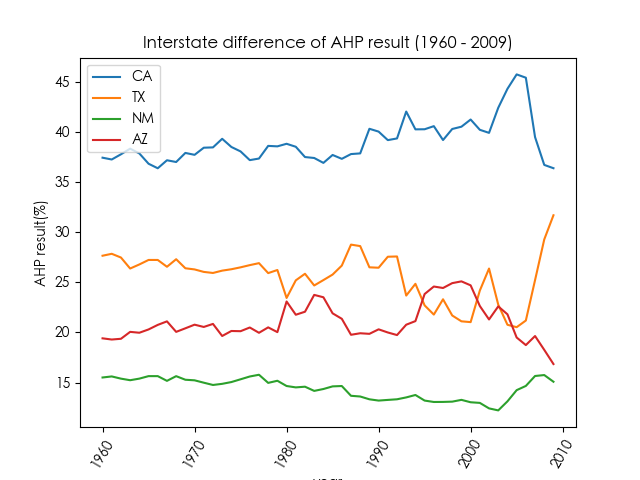 Interstate difference of AHP result (1960 - 2009)
CA
TX
NM
AZ
AHP result(%)
45
40
35
30
25
20
15
1960
1970
1980
1990
2000
2010
year